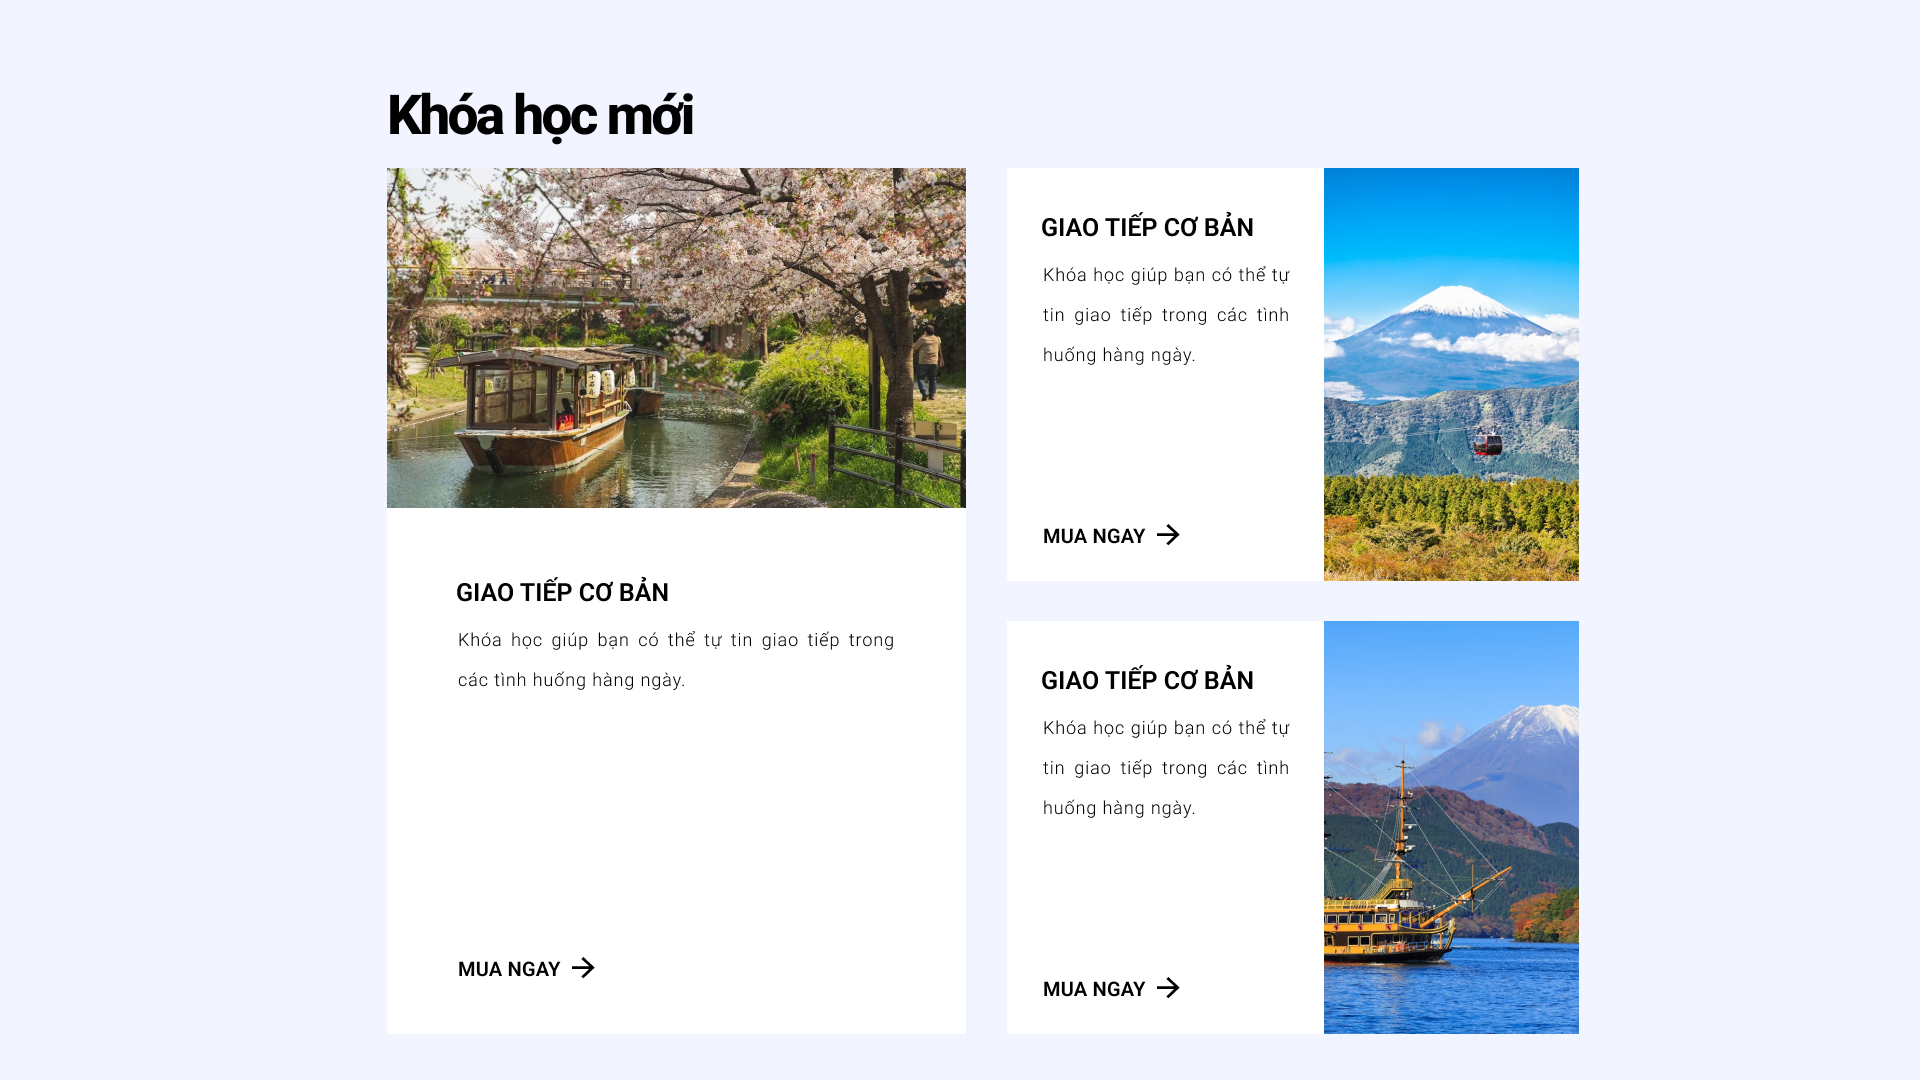 Khóa học mới
GIAO TIẾP CƠ BẢN
Khóa học giúp bạn có thể tự tin giao tiếp trong
các tình huống hàng ngày.
MUA NGAY
GIAO TIẾP CƠ BẢN
Khóa học giúp bạn có thể tự
tin giao tiếp trong các tình
huống hàng ngày.
MUA NGAY
GIAO TIẾP CƠ BẢN
Khóa học giúp bạn có thể tự
tin giao tiếp trong các tình
huống hàng ngày.
MUA NGAY